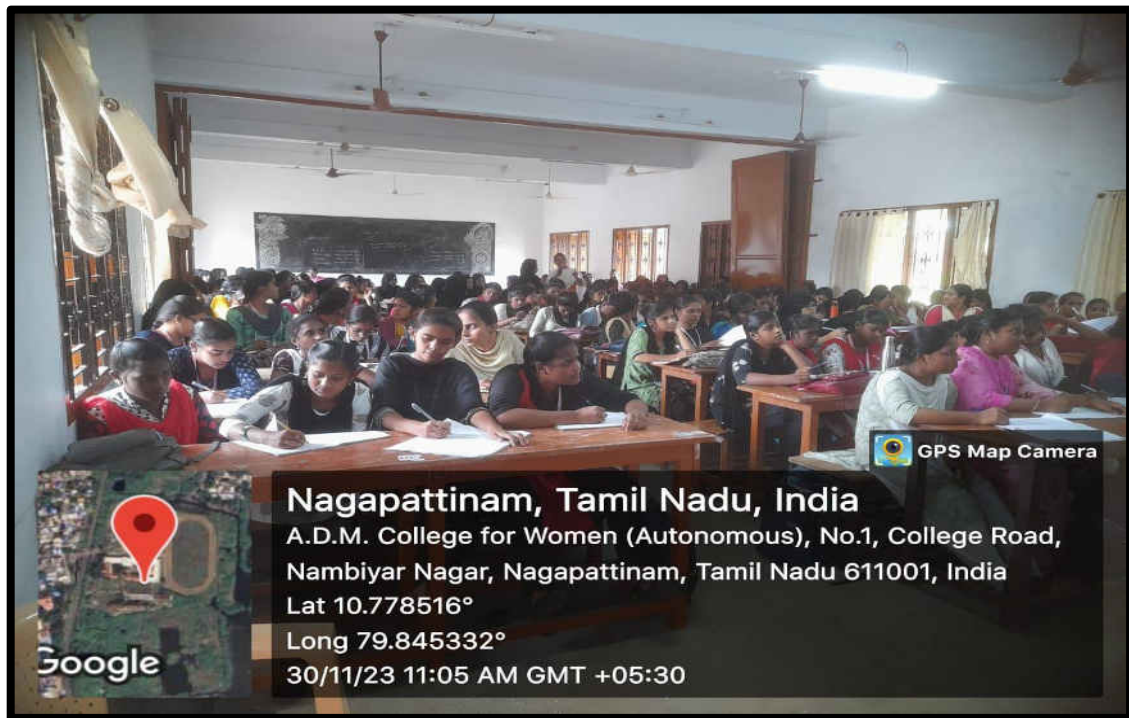 GPS Map Camera
Nagapattinam, Tamil Nadu, India
A.D.M. College for Women (Autonomous), No.1, College Road,
Nambiyar Nagar, Nagapattinam, Tamil Nadu 611001, India
Lat 10.778516°
Long 79.845332°
30/11/23 11:05 AM GMT +05:30
Google